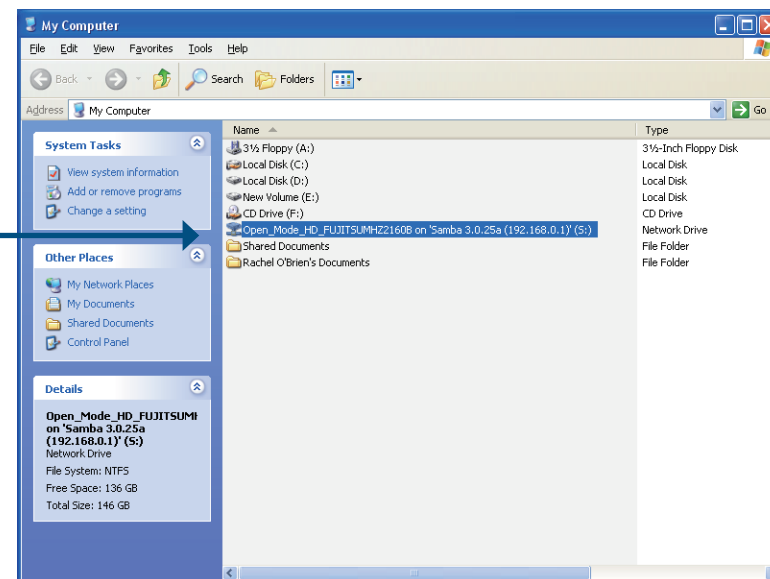 My Computer
File Edit View Favorites Tools Help
Back Search Folders
Address My Computer Go
System Tasks
View system information
Add or remove programs
Change a setting
Other Places
My Network Places
My Documents
Shared Documents
Control Panel
Details
Open_Mode_HD_FUJITSUMH
on 'Samba 3.0.25a
(192.168.0.1)' (S:)
Network Drive
File System: NTFS
Free Space: 136 GB
Total Size: 146 GB
Name Type
3½ Floppy (A:) 3½-Inch Floppy Disk
Local Disk (C:) Local Disk
Local Disk (D:) Local Disk
New Volume (E:) Local Disk
CD Drive (F:) CD Drive
Open_Mode_HD_FUJITSUMHZ2160B on 'Samba 3.0.25a (192.168.0.1)' (S:) Network Drive
Shared Documents File Folder
Rachel O'Brien's Documents File Folder